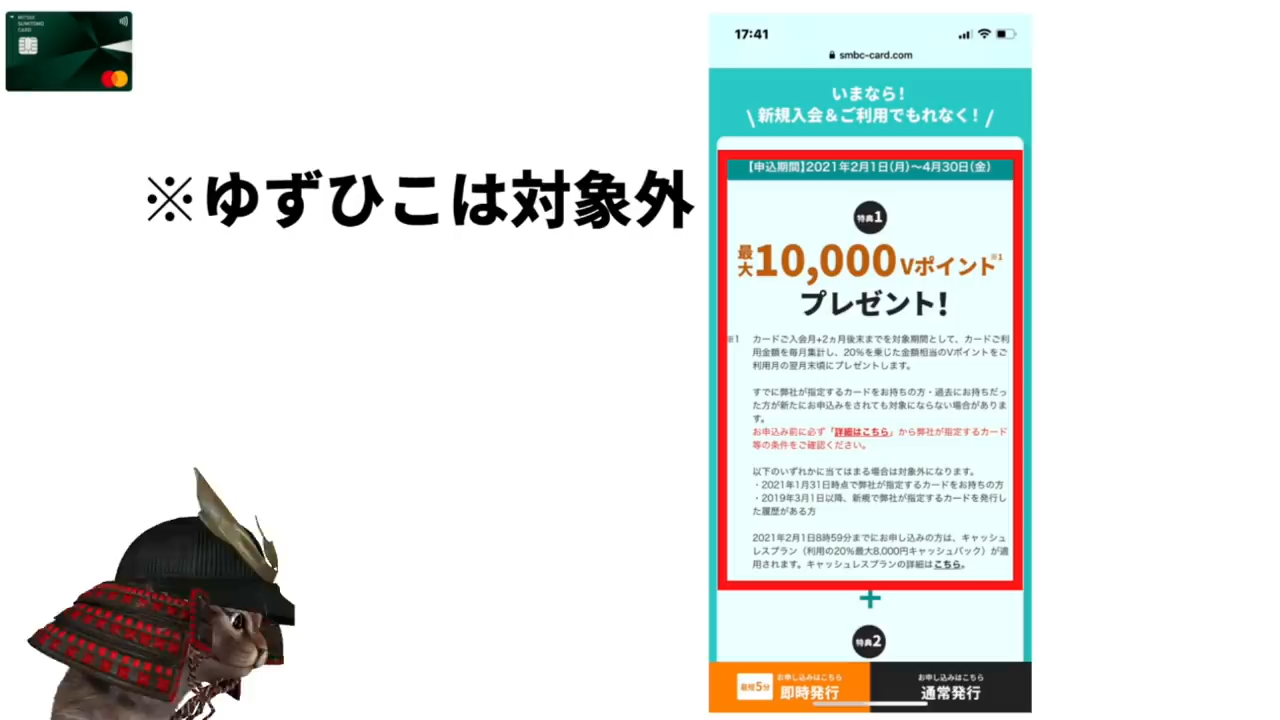 MITSUI
SUMITOMO
CARD
※ゆずひこは対象外
17:41
smbc-card.com
いまなら!
\ 新規入会&ご利用でもれなく! /
【申込期間】2021年2月1日(月)～4月30日(金)
特典1
最大10,000Vポイント※1
プレゼント!
※1 カードご入会月+2ヵ月後末までを対象期間として、カードご利
用金額を毎月集計し、20%を乗じた金額相当のVポイントをご
利用月の翌月末頃にプレゼントします。
すでに弊社が指定するカードをお持ちの方・過去にお持ちだっ
た方が新たにお申込みをされても対象にならない場合がありま
す。
お申込み前に必ず「詳細はこちら」から弊社が指定するカード
等の条件をご確認ください。
以下のいずれかに当てはまる場合は対象外になります。
・2021年1月31日時点で弊社が指定するカードをお持ちの方
・2019年3月1日以降、新規で弊社が指定するカードを発行し
た履歴がある方
2021年2月1日8時59分までにお申し込みの方は、キャッシュ
レスプラン（利用の20%最大8,000円キャッシュバック）が適
用されます。キャッシュレスプランの詳細はこちら。
+
特典2
最短5分
お申し込みはこちら
即時発行
お申し込みはこちら
通常発行